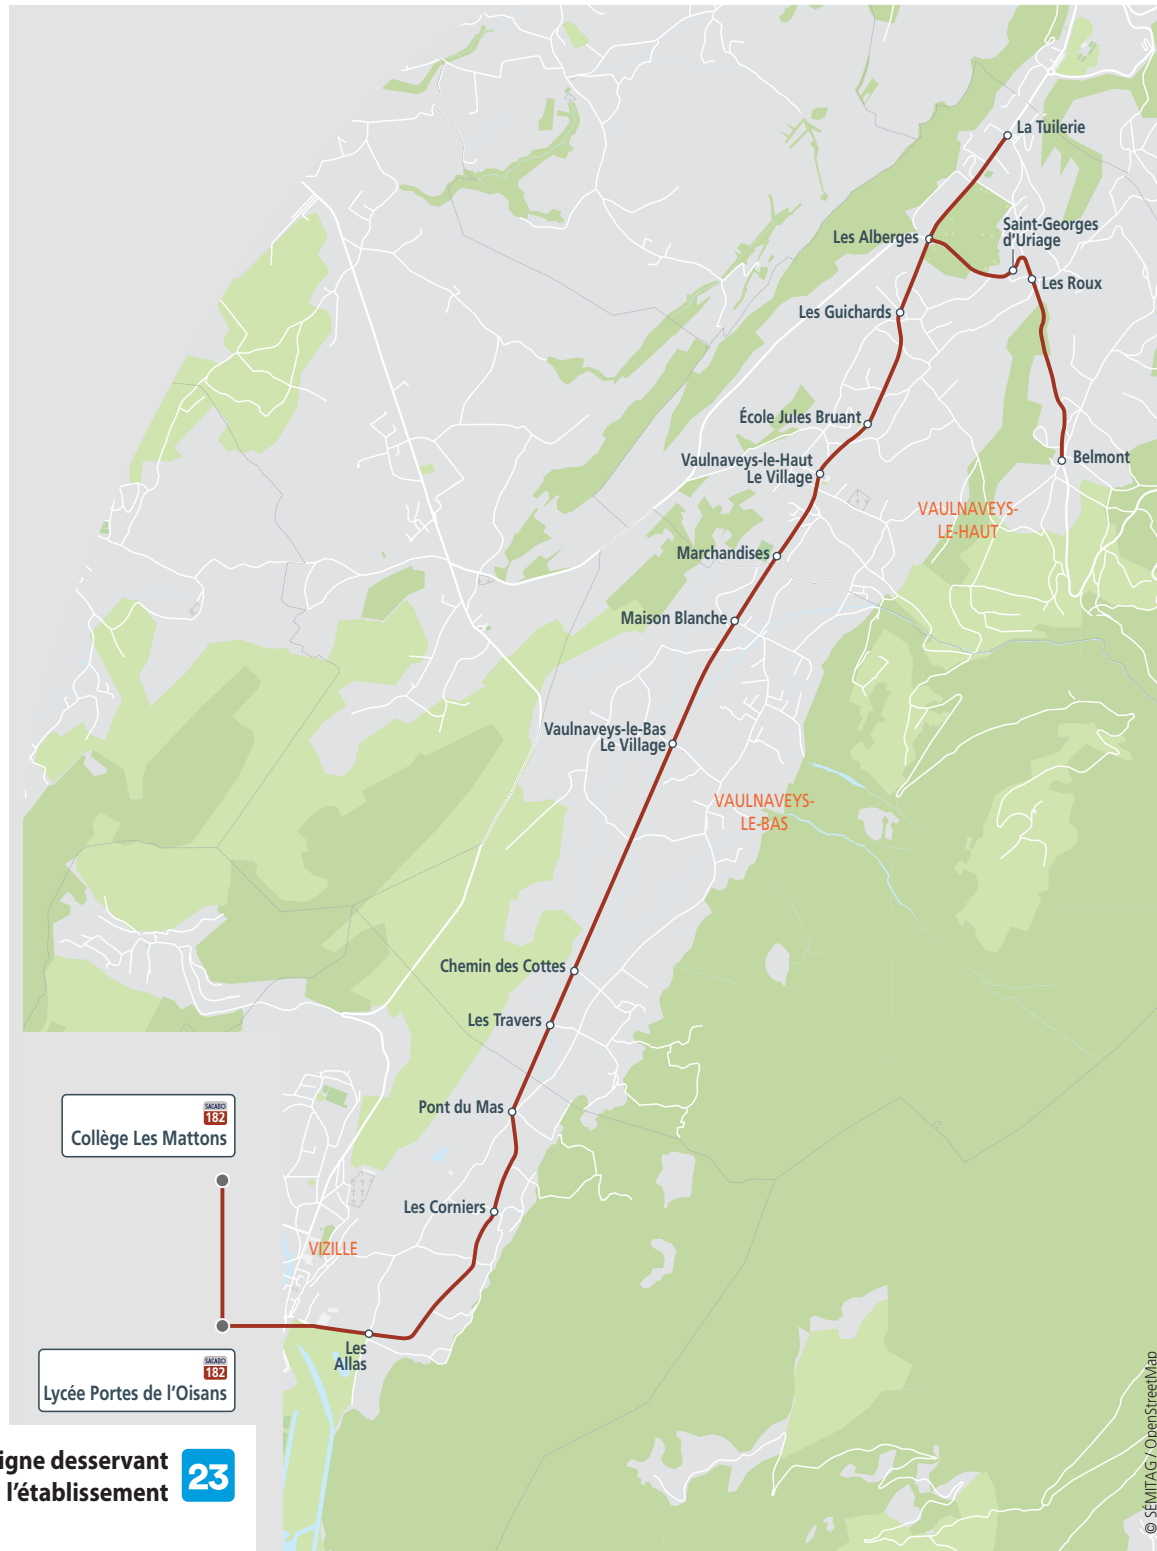 La Tuilerie
Saint-Georges
d'Uriage
Les Alberges
Les Roux
Les Guichards
École Jules Bruant
Vaulnaveys-le-Haut
Le Village
Belmont
VAULNAVEYS-
LE-HAUT
Marchandises
Maison Blanche
Vaulnaveys-le-Bas
Le Village
VAULNAVEYS-
LE-BAS
Chemin des Cottes
Les Travers
Pont du Mas
SACADO
182
Collège Les Mattons
Les Corniers
VIZILLE
Les
Allas
SACADO
182
Lycée Portes de l'Oisans
igne desservant
l'établissement
23
© SÉMITAG / OpenStreetMap